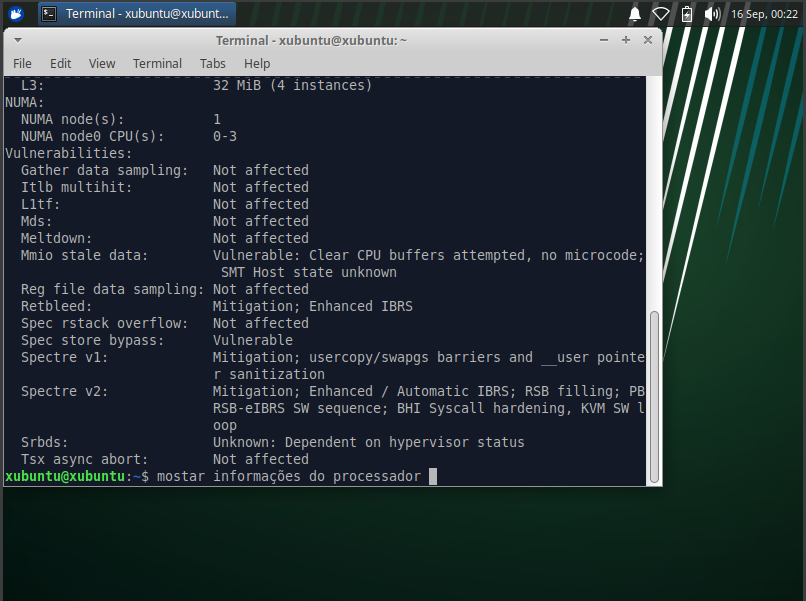 Terminal - xubuntu@xubunt...
16 Sep, 00:22
Terminal - xubuntu@xubuntu: ~
File Edit View Terminal Tabs Help
L3: 32 MiB (4 instances)
NUMA:
NUMA node(s): 1
NUMA node0 CPU(s): 0-3
Vulnerabilities:
Gather data sampling: Not affected
Itlb multihit: Not affected
L1tf: Not affected
Mds: Not affected
Meltdown: Not affected
Mmio stale data: Vulnerable: Clear CPU buffers attempted, no microcode;
SMT Host state unknown
Reg file data sampling: Not affected
Retbleed: Mitigation; Enhanced IBRS
Spec rstack overflow: Not affected
Spec store bypass: Vulnerable
Spectre v1: Mitigation; usercopy/swapgs barriers and __user pointe
r sanitization
Spectre v2: Mitigation; Enhanced / Automatic IBRS; RSB filling; PB
RSB-eIBRS SW sequence; BHI Syscall hardening, KVM SW l
oop
Srbds: Unknown: Dependent on hypervisor status
Tsx async abort: Not affected
xubuntu@xubuntu:~$ mostar informações do processador